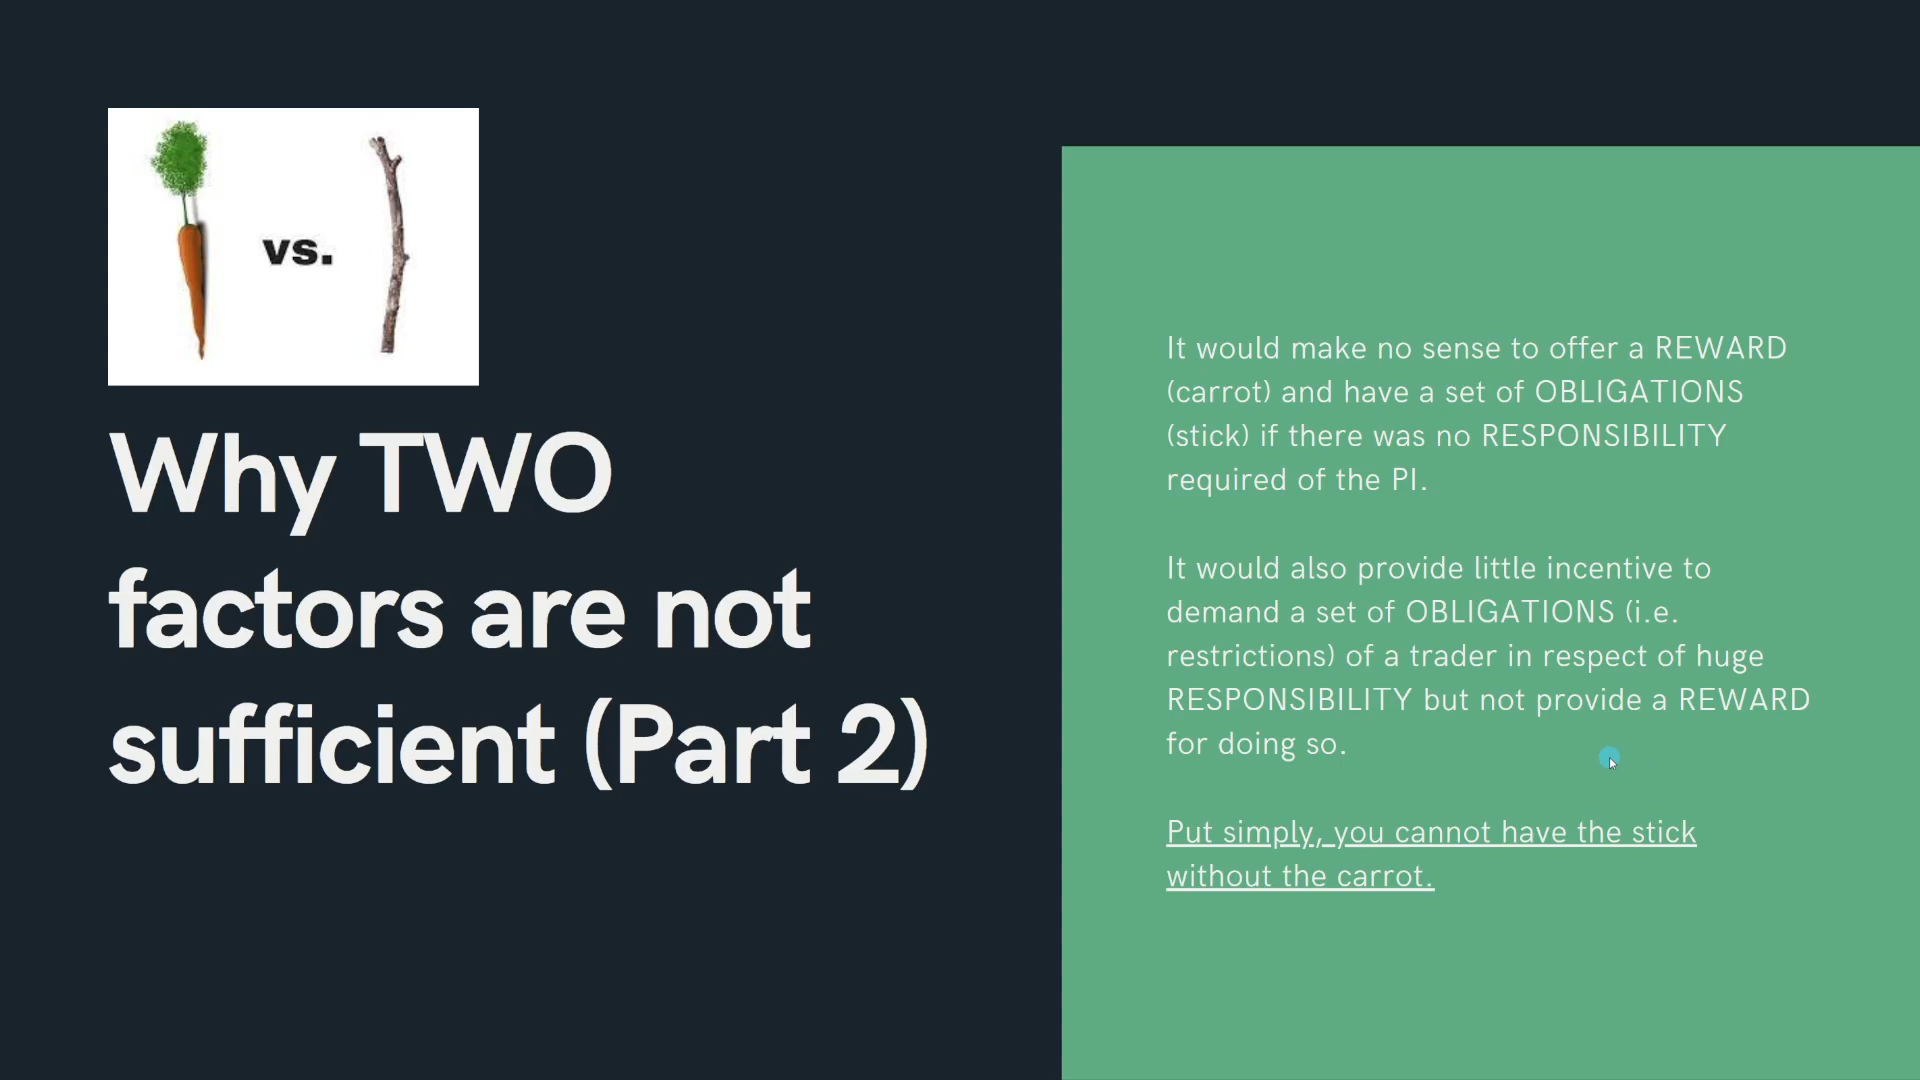 vs.
Why TWO
factors are not
sufficient (Part 2)
It would make no sense to offer a REWARD
(carrot) and have a set of OBLIGATIONS
(stick) if there was no RESPONSIBILITY
required of the PI.
It would also provide little incentive to
demand a set of OBLIGATIONS (i.e.
restrictions) of a trader in respect of huge
RESPONSIBILITY but not provide a REWARD
for doing so.
Put simply, you cannot have the stick
without the carrot.